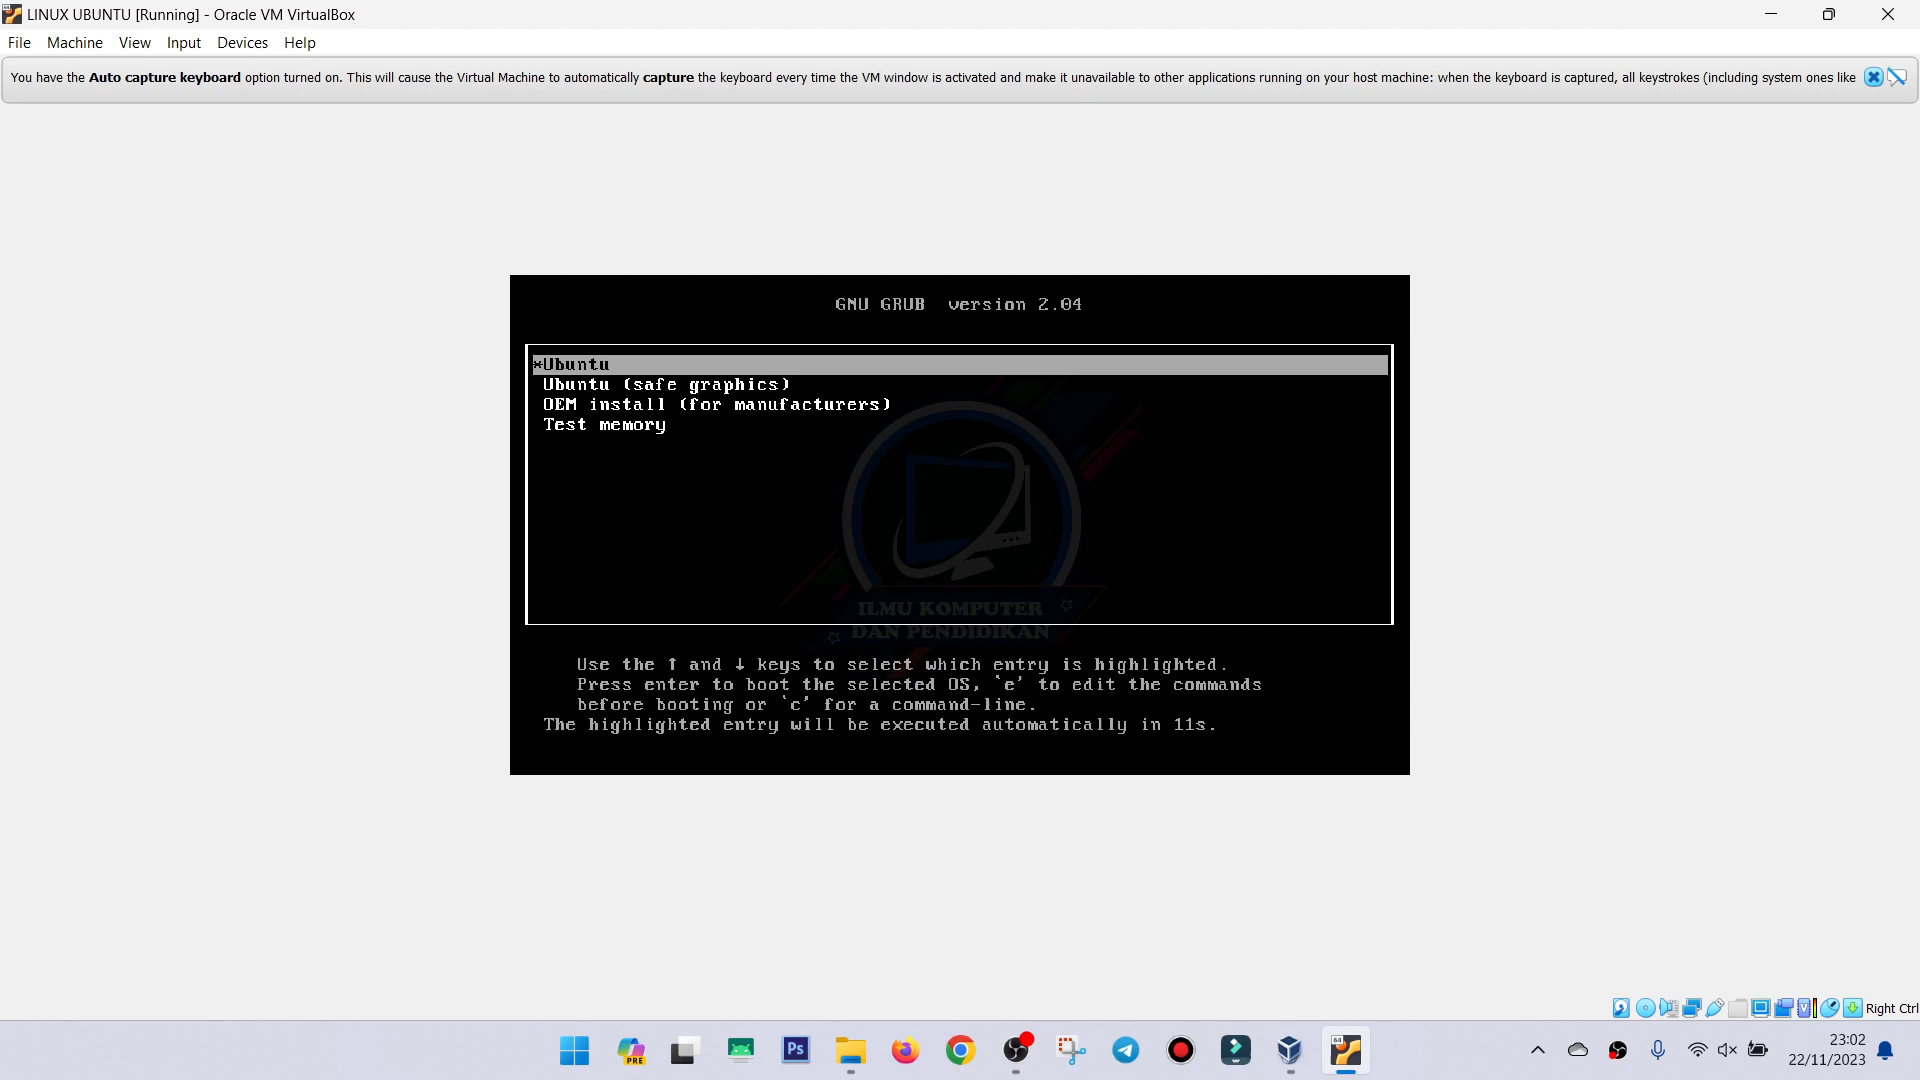 LINUX UBUNTU [Running] - Oracle VM VirtualBox
File Machine View Input Devices Help
You have the Auto capture keyboard option turned on. This will cause the Virtual Machine to automatically capture the keyboard every time the VM window is activated and make it unavailable to other applications running on your host machine: when the keyboard is captured, all keystrokes (including system ones like
GNU GRUB version 2.04
*Ubuntu
Ubuntu (safe graphics)
OEM install (for manufacturers)
Test memory
ILMU KOMPUTER
DAN PENDIDIKAN
Use the ↑ and ↓ keys to select which entry is highlighted.
Press enter to boot the selected OS, `e' to edit the commands
before booting or `c' for a command-line.
The highlighted entry will be executed automatically in 11s.
Right Ctrl
PRE
Ps
64
23:02
22/11/2023